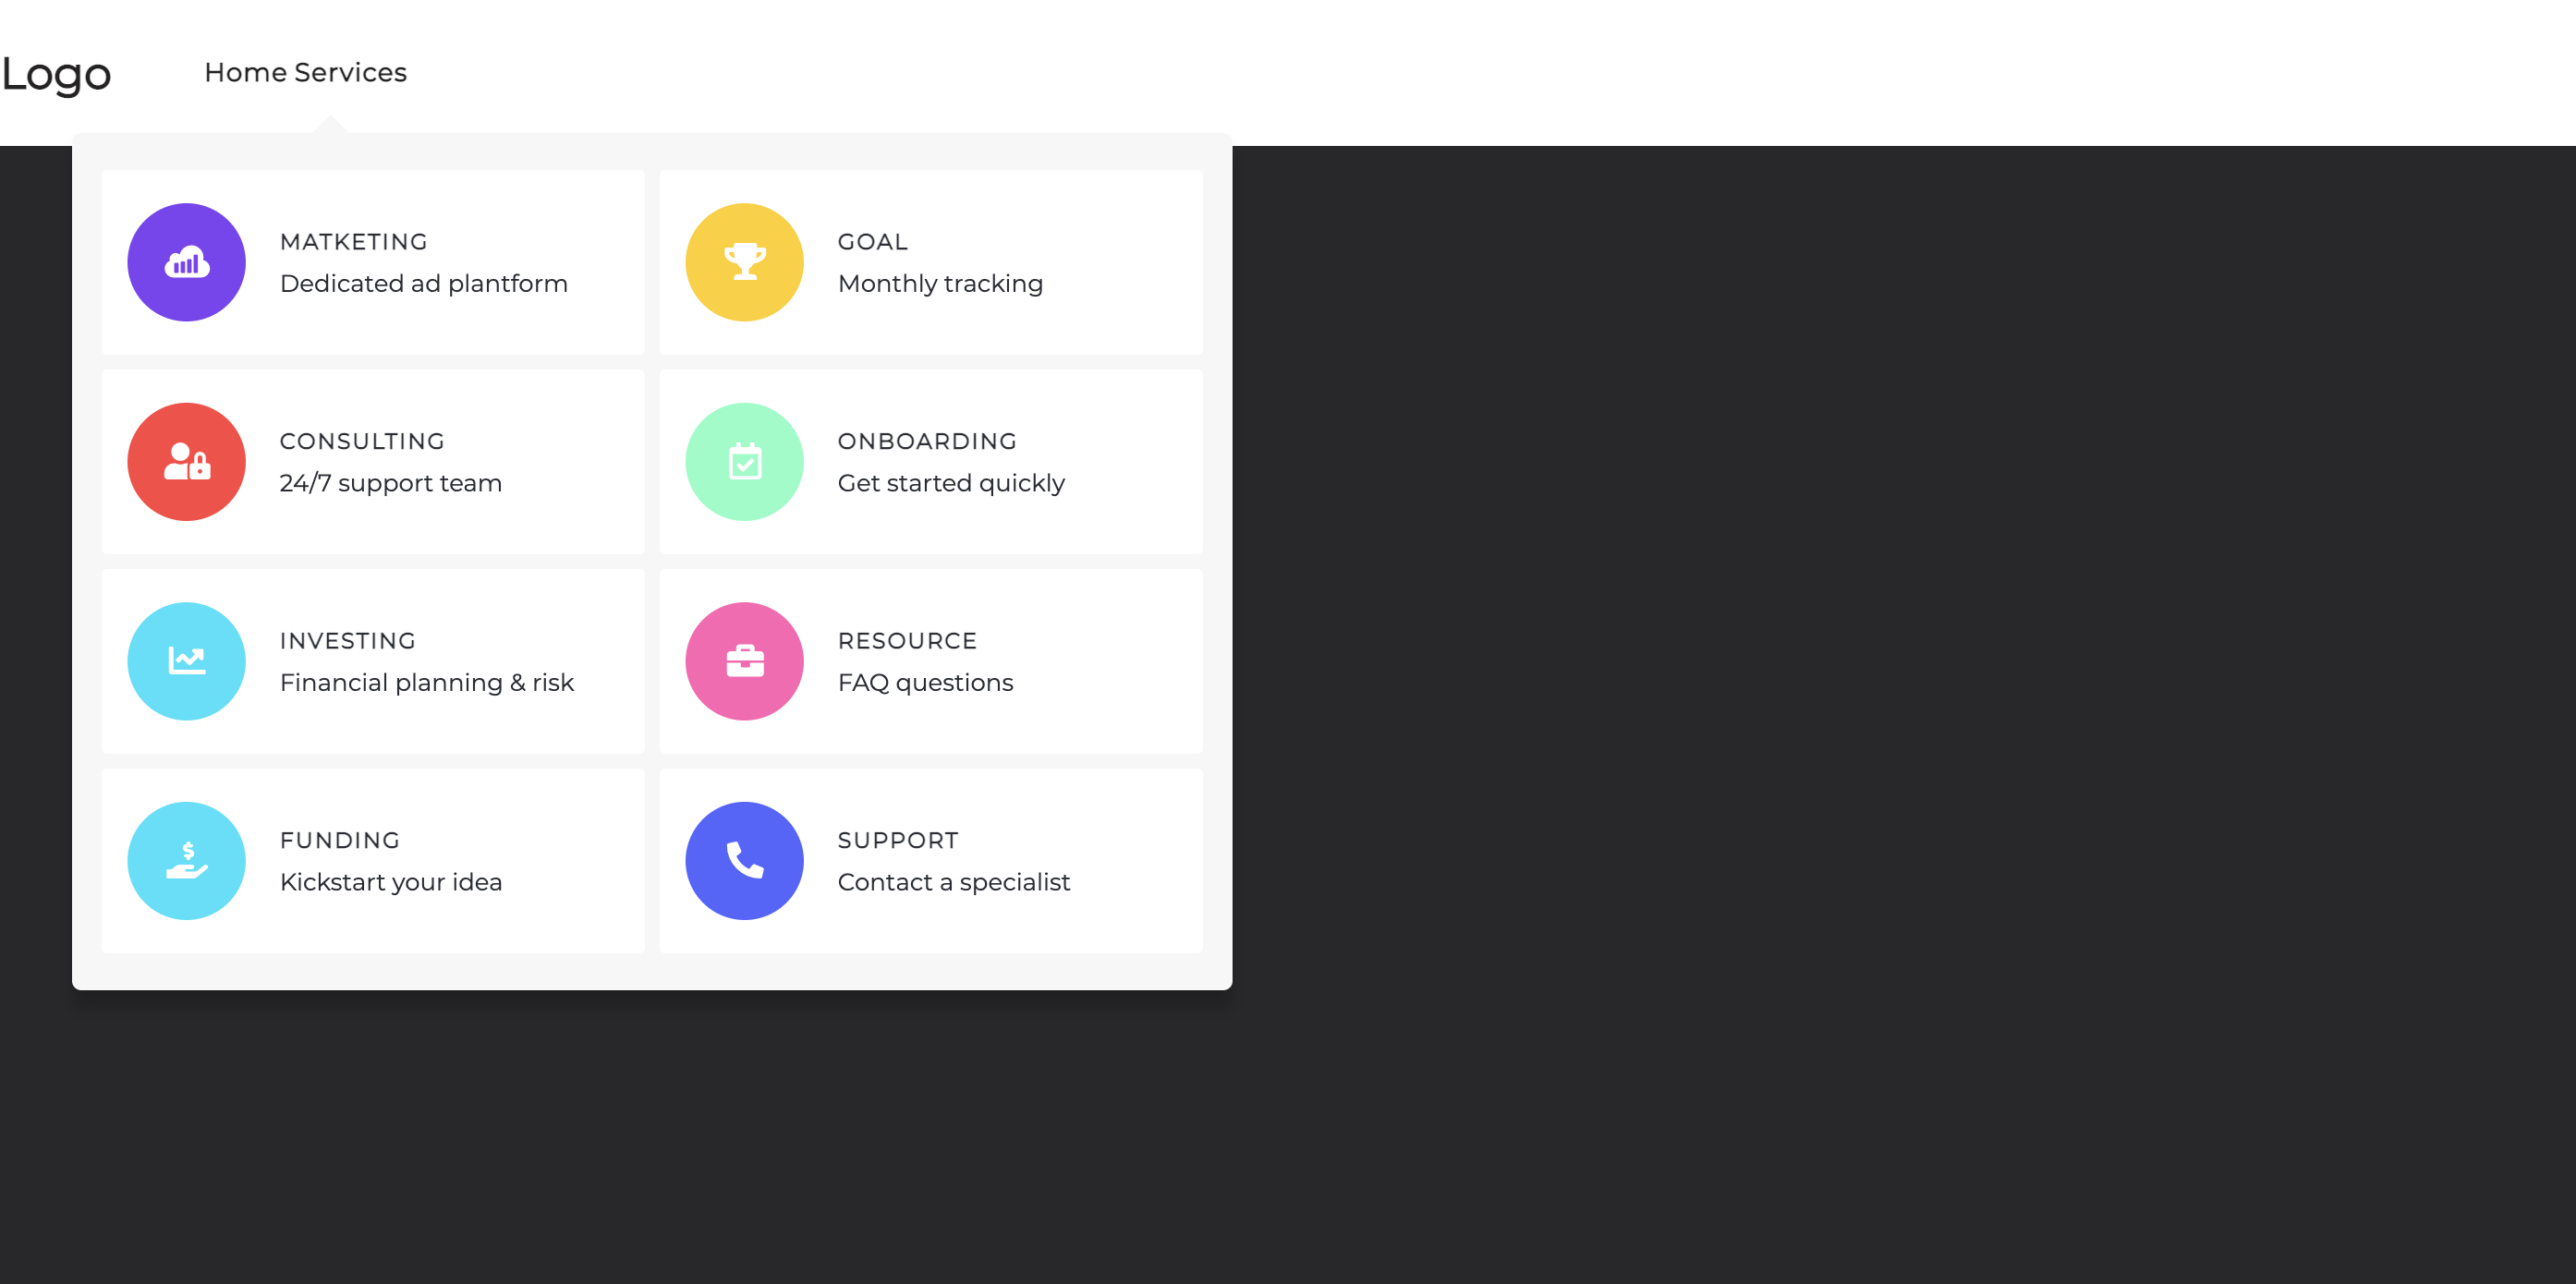 Logo
Home Services
MATKETING
Dedicated ad plantform
GOAL
Monthly tracking
CONSULTING
24/7 support team
ONBOARDING
Get started quickly
INVESTING
Financial planning & risk
RESOURCE
FAQ questions
FUNDING
Kickstart your idea
SUPPORT
Contact a specialist